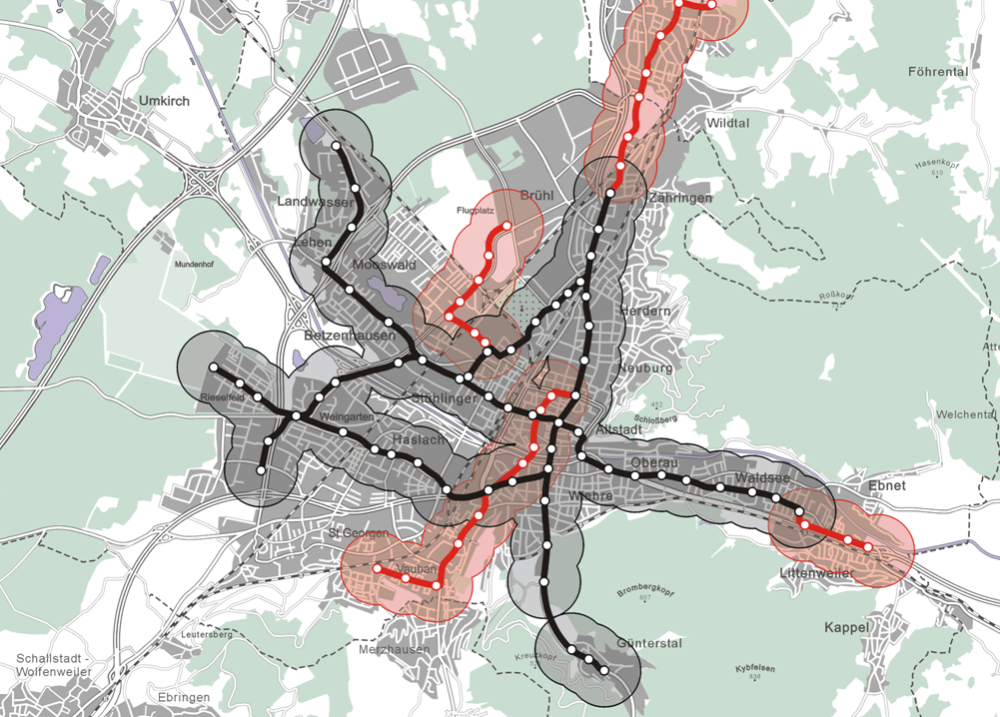 Umkirch
Föhrental
Wildtal
Hasenkopf
610
Brühl
Zähringen
Landwasser
Flugplatz
Lehen
Mundenhof
Mooswald
Roßkopf
Herdern
Betzenhausen
Neuburg
Rieselfeld
Stühlinger
Weingarten
452
Schloßberg
Welchental
Altstadt
Haslach
Oberau
Waldsee
Ebnet
Wiehre
St.Georgen
Vauban
Littenweiler
Brombergkopf
607
Kappel
Leutersberg
Merzhausen
Günterstal
Schallstadt -
Wolfenweiler
Kreuzkopf
Kybfelsen
838
Ebringen